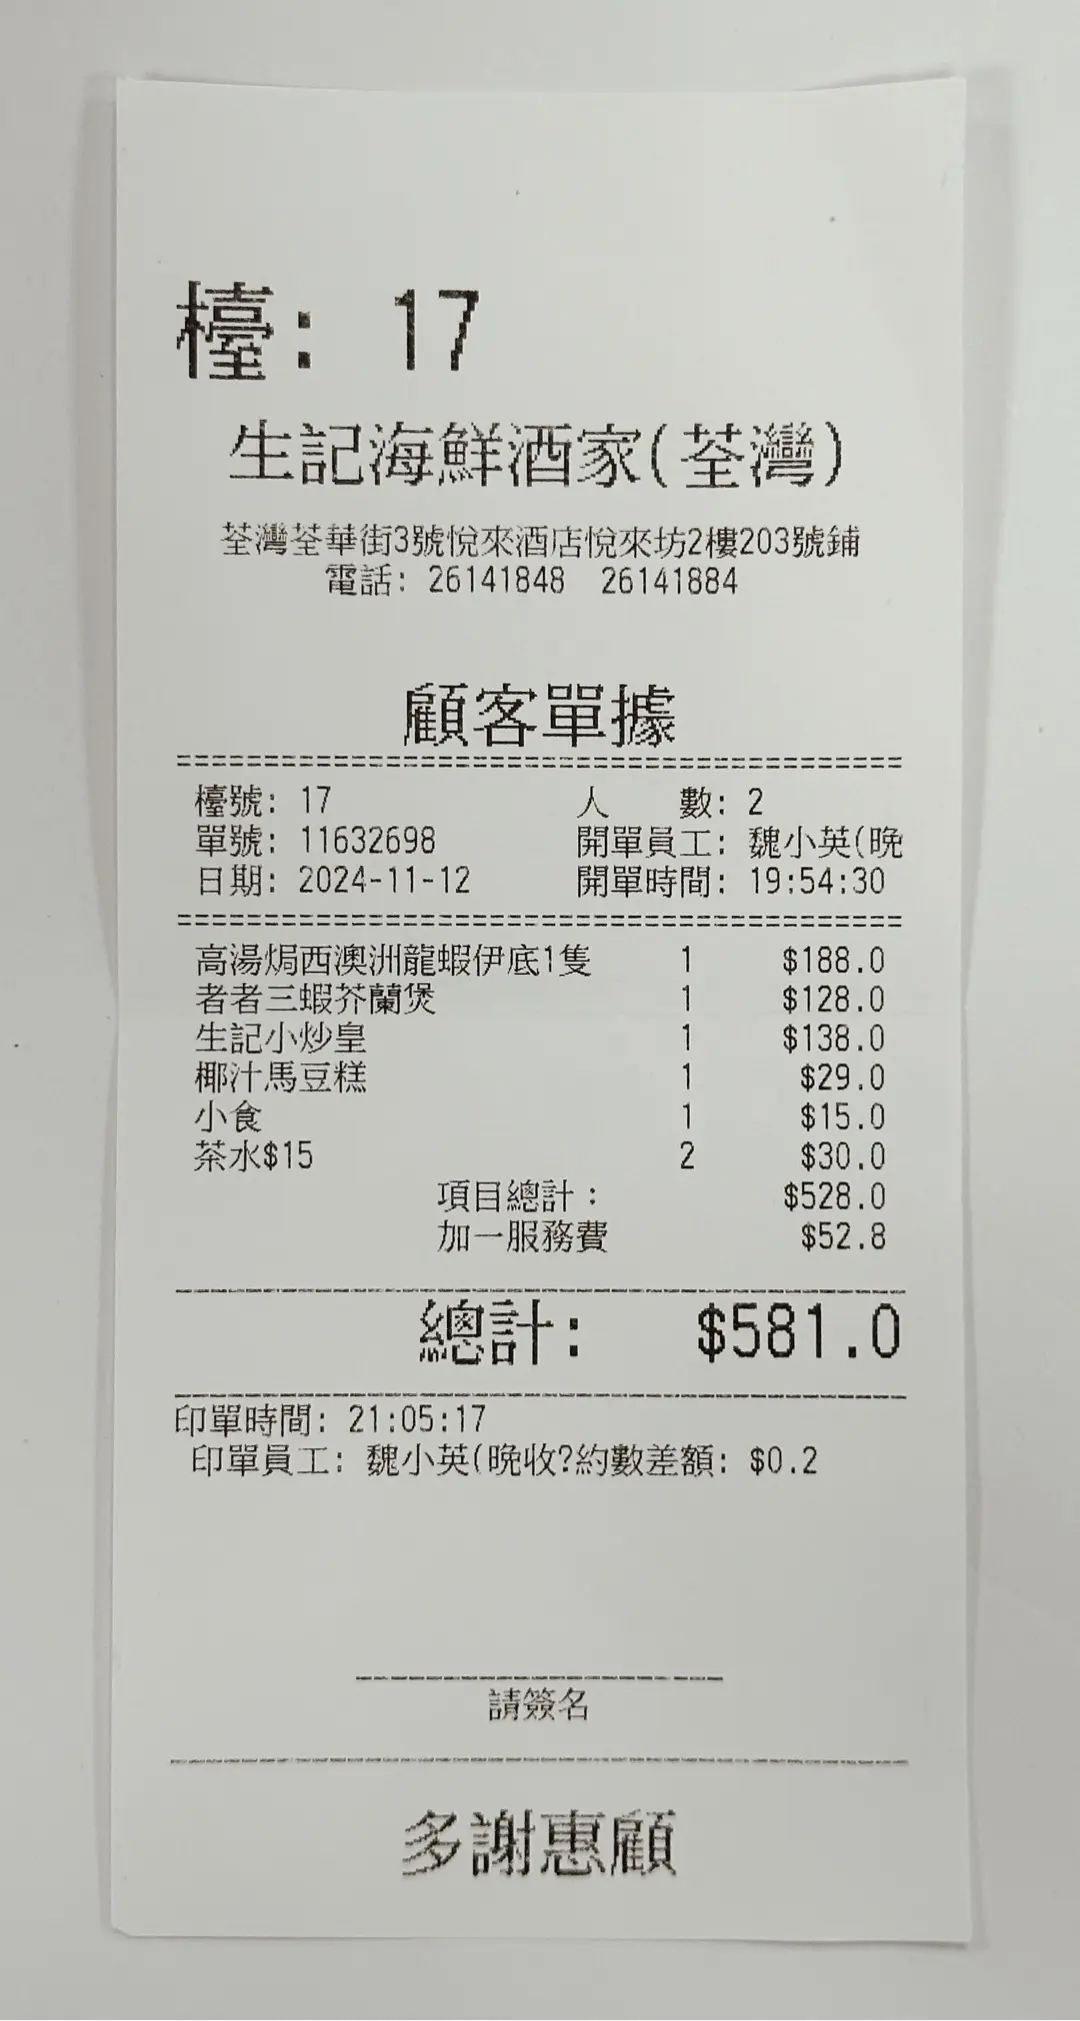 檯: 17
生記海鮮酒家(荃灣)
荃灣荃華街3號悅來酒店悅來坊2樓203號鋪
電話: 26141848 26141884
顧客單據
==========================================
檯號: 17 人 數: 2
單號: 11632698 開單員工: 魏小英(晚
日期: 2024-11-12 開單時間: 19:54:30
==========================================
高湯焗西澳洲龍蝦伊底1隻 1 $188.0
者者三蝦芥蘭煲 1 $128.0
生記小炒皇 1 $138.0
椰汁馬豆糕 1 $29.0
小食 1 $15.0
茶水$15 2 $30.0
項目總計: $528.0
加一服務費 $52.8
總計: $581.0
印單時間: 21:05:17
印單員工: 魏小英(晚收?約數差額: $0.2
請簽名
多謝惠顧